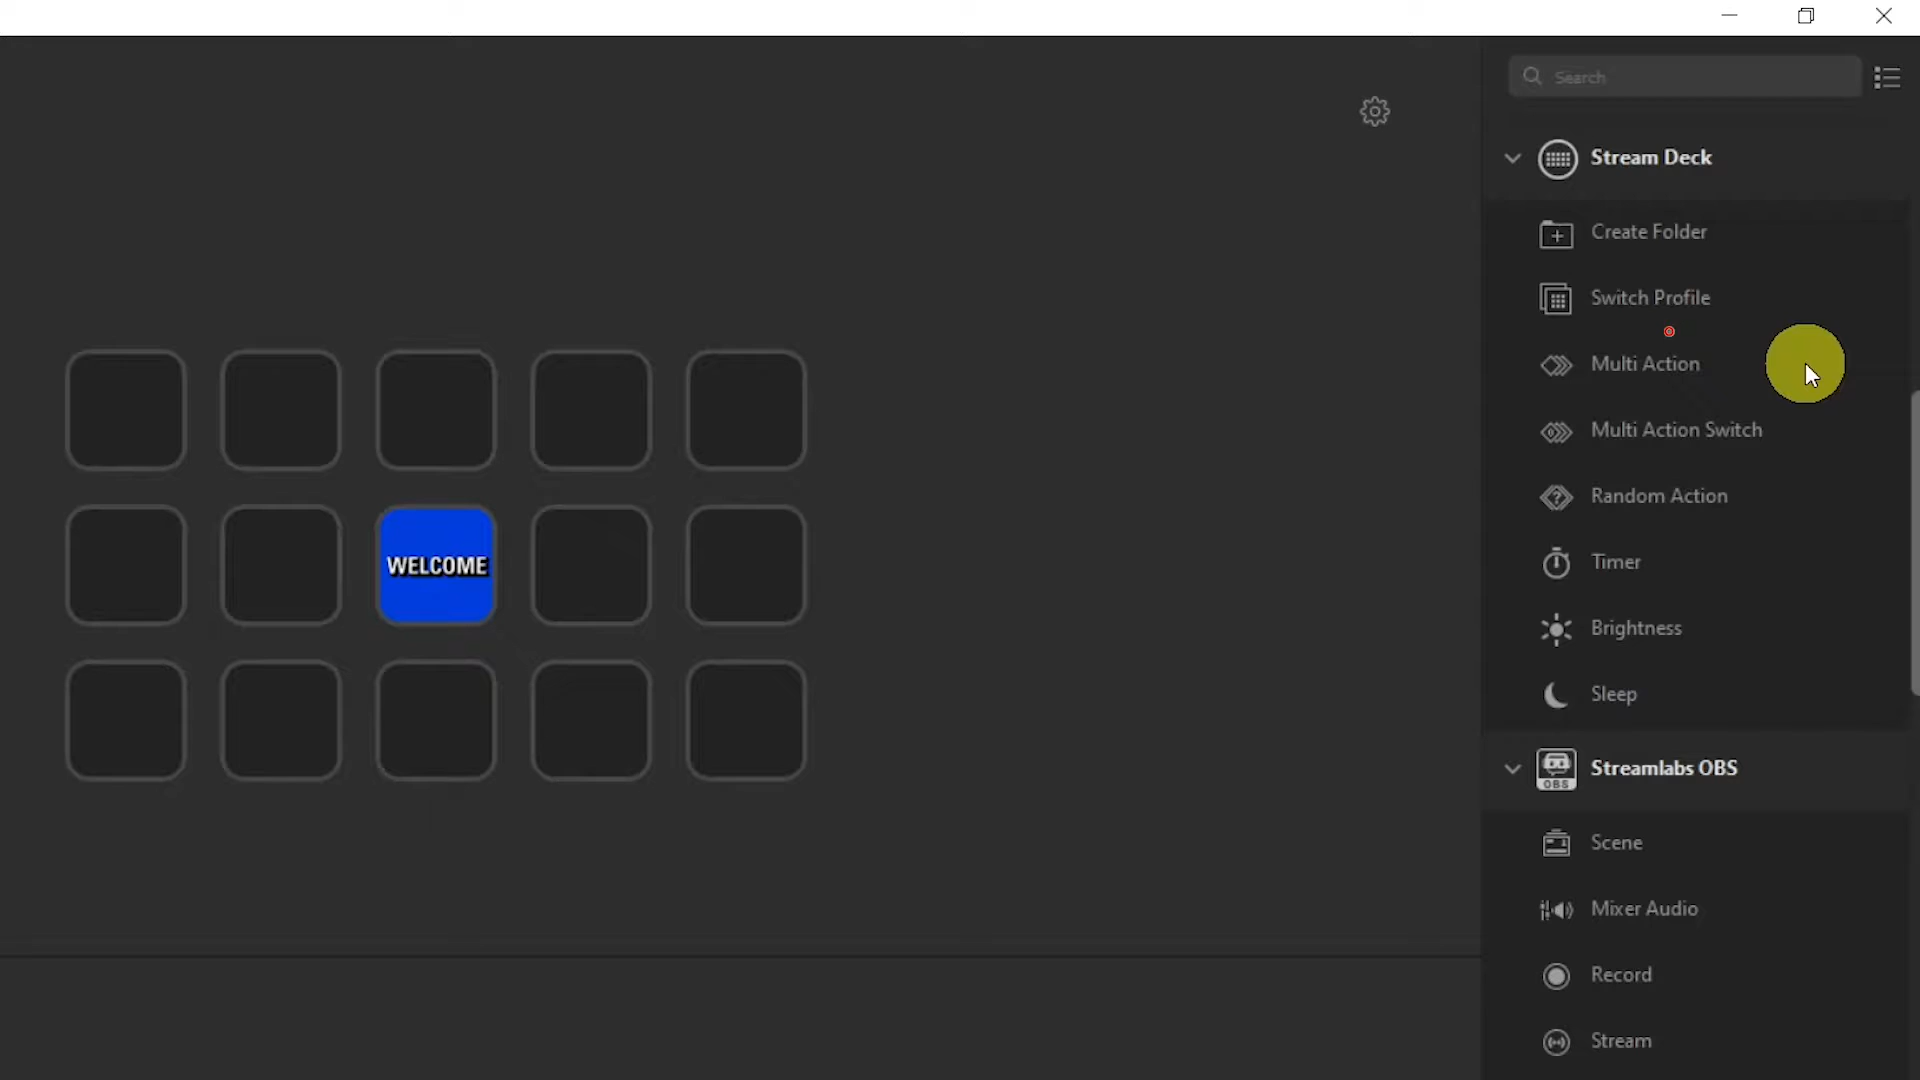 Search
Stream Deck
Create Folder
Switch Profile
Multi Action
Multi Action Switch
Random Action
Timer
Brightness
Sleep
WELCOME
Streamlabs OBS
OBS
Scene
Mixer Audio
Record
Stream